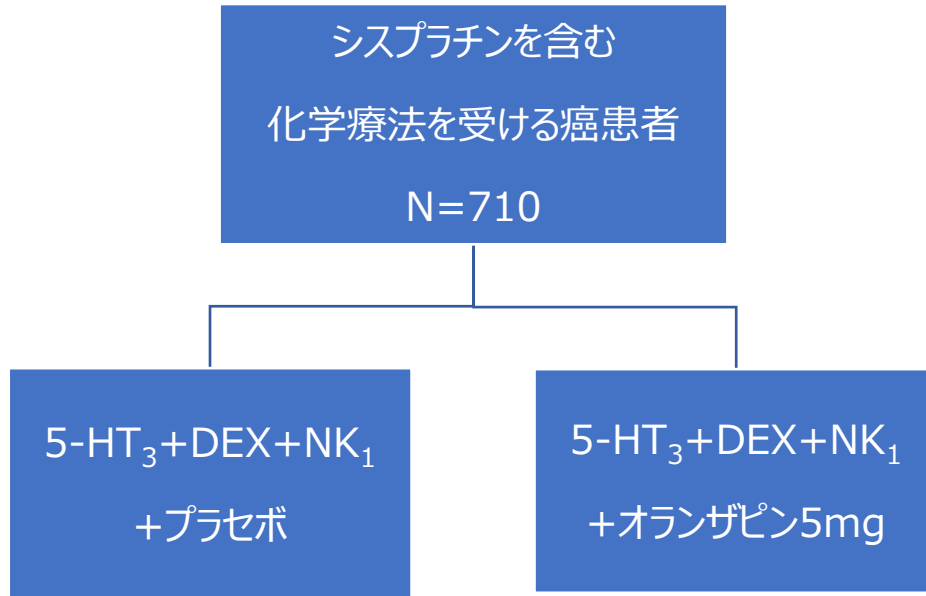 シスプラチンを含む
化学療法を受ける癌患者
N=710
5-HT₃+DEX+NK₁
+プラセボ
5-HT₃+DEX+NK₁
+オランザピン5mg